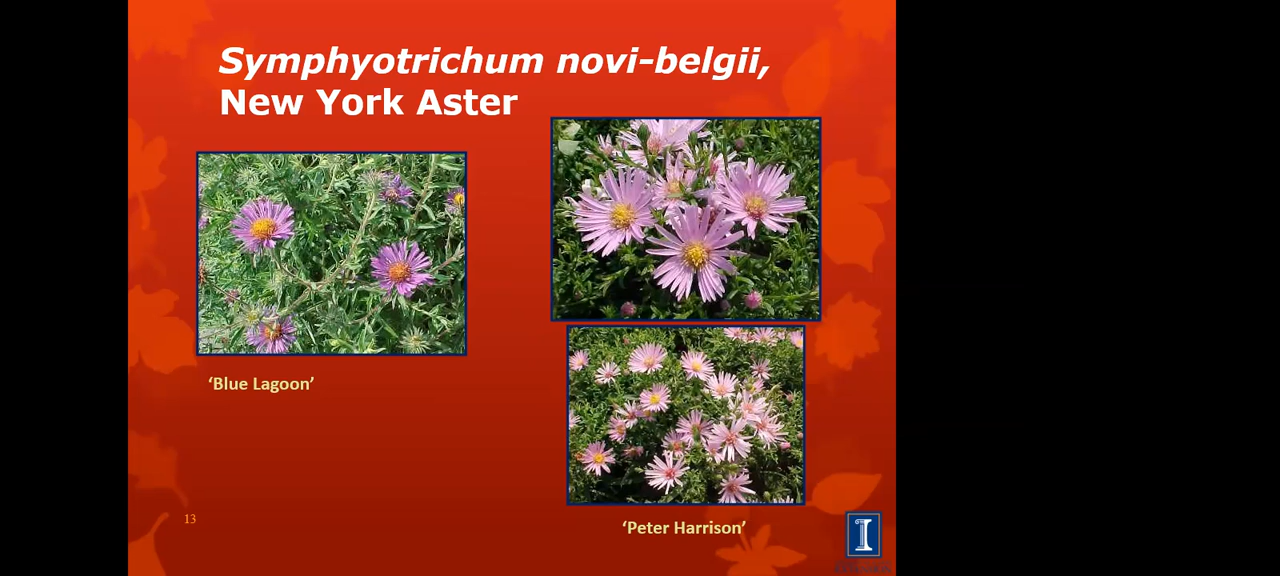 Symphyotrichum novi-belgii,
New York Aster
‘Blue Lagoon’
‘Peter Harrison’
13
I